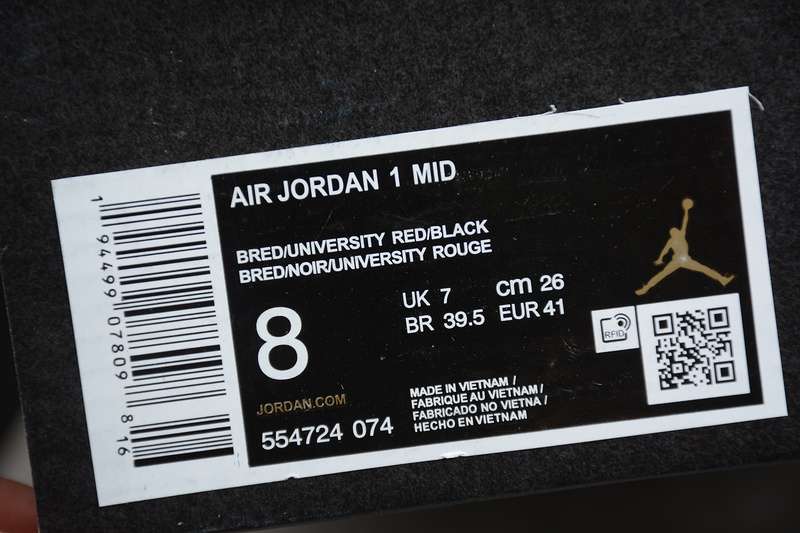 AIR JORDAN 1 MID
BRED/UNIVERSITY RED/BLACK
BRED/NOIR/UNIVERSITY ROUGE
8
UK 7
cm 26
BR 39.5
EUR 41
RFID
JORDAN.COM
554724 074
MADE IN VIETNAM /
FABRIQUE AU VIETNAM /
FABRICADO NO VIETNA /
HECHO EN VIETNAM
1 94499 07809 8 16